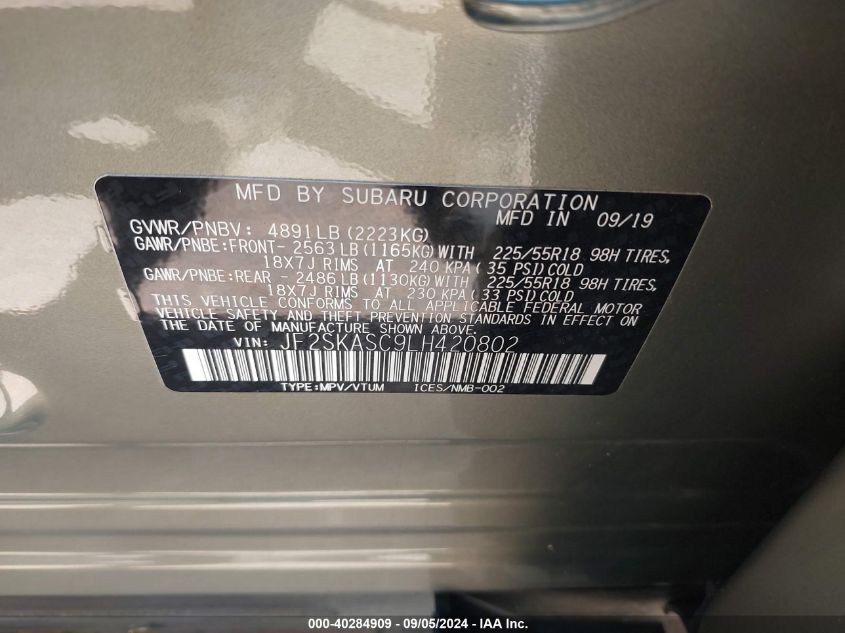 MFD BY SUBARU CORPORATION
MFD IN 09/19
GVWR/PNBV: 4891LB (2223KG)
GAWR/PNBE:FRONT- 2563LB(1165KG)WITH 225/55R18 98H TIRES,
18X7J RIMS AT 240 KPA( 35 PSI)COLD
GAWR/PNBE:REAR - 2486LB(1130KG)WITH 225/55R18 98H TIRES,
18X7J RIMS AT 230 KPA( 33 PSI)COLD
THIS VEHICLE CONFORMS TO ALL APPLICABLE FEDERAL MOTOR
VEHICLE SAFETY AND THEFT PREVENTION STANDARDS IN EFFECT ON
THE DATE OF MANUFACTURE SHOWN ABOVE.
VIN: JF2SKASC9LH420802
TYPE:MPV/VTUM ICES/NMB-002
000-40284909 - 09/05/2024 - IAA Inc.